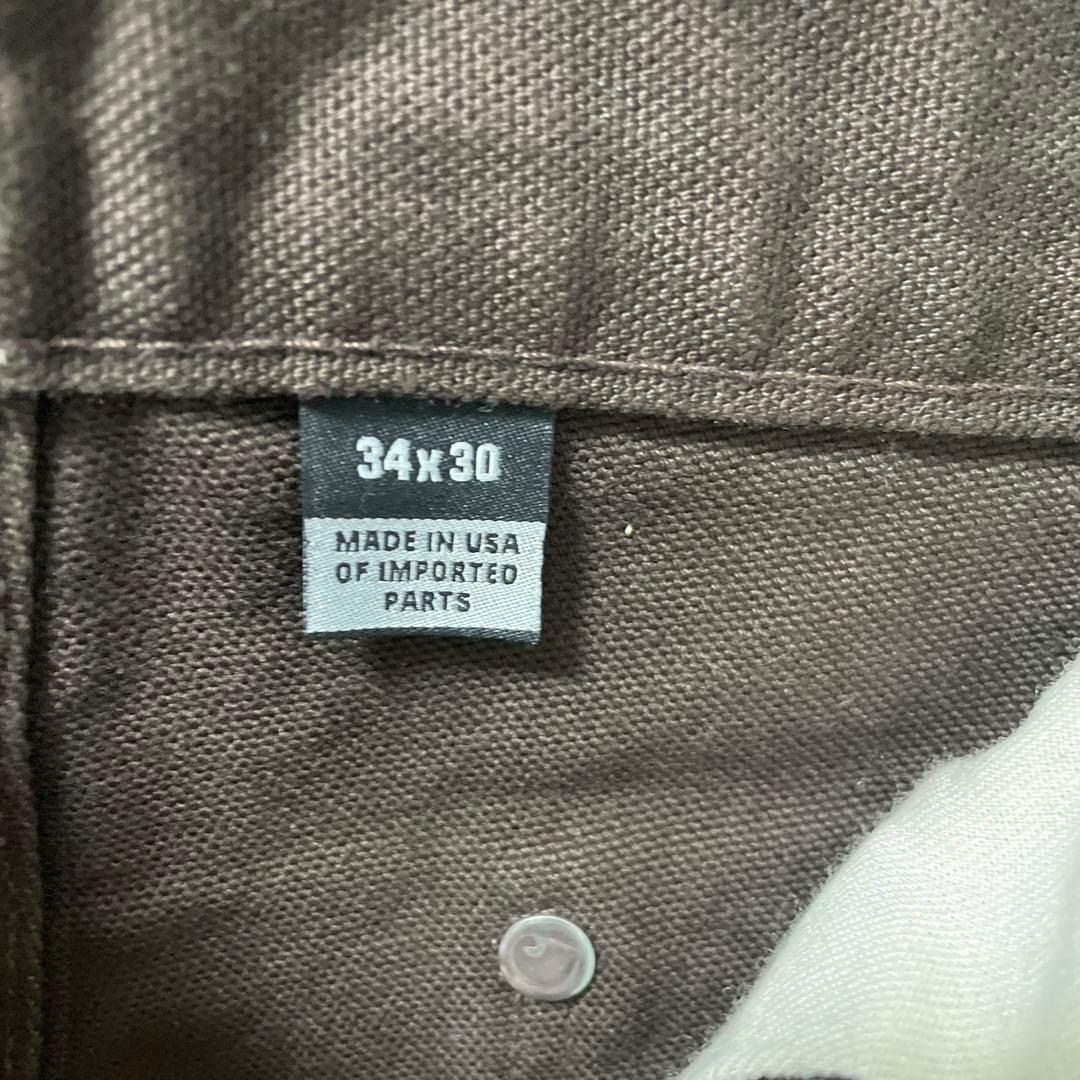 34x30
MADE IN USA
OF IMPORTED
PARTS